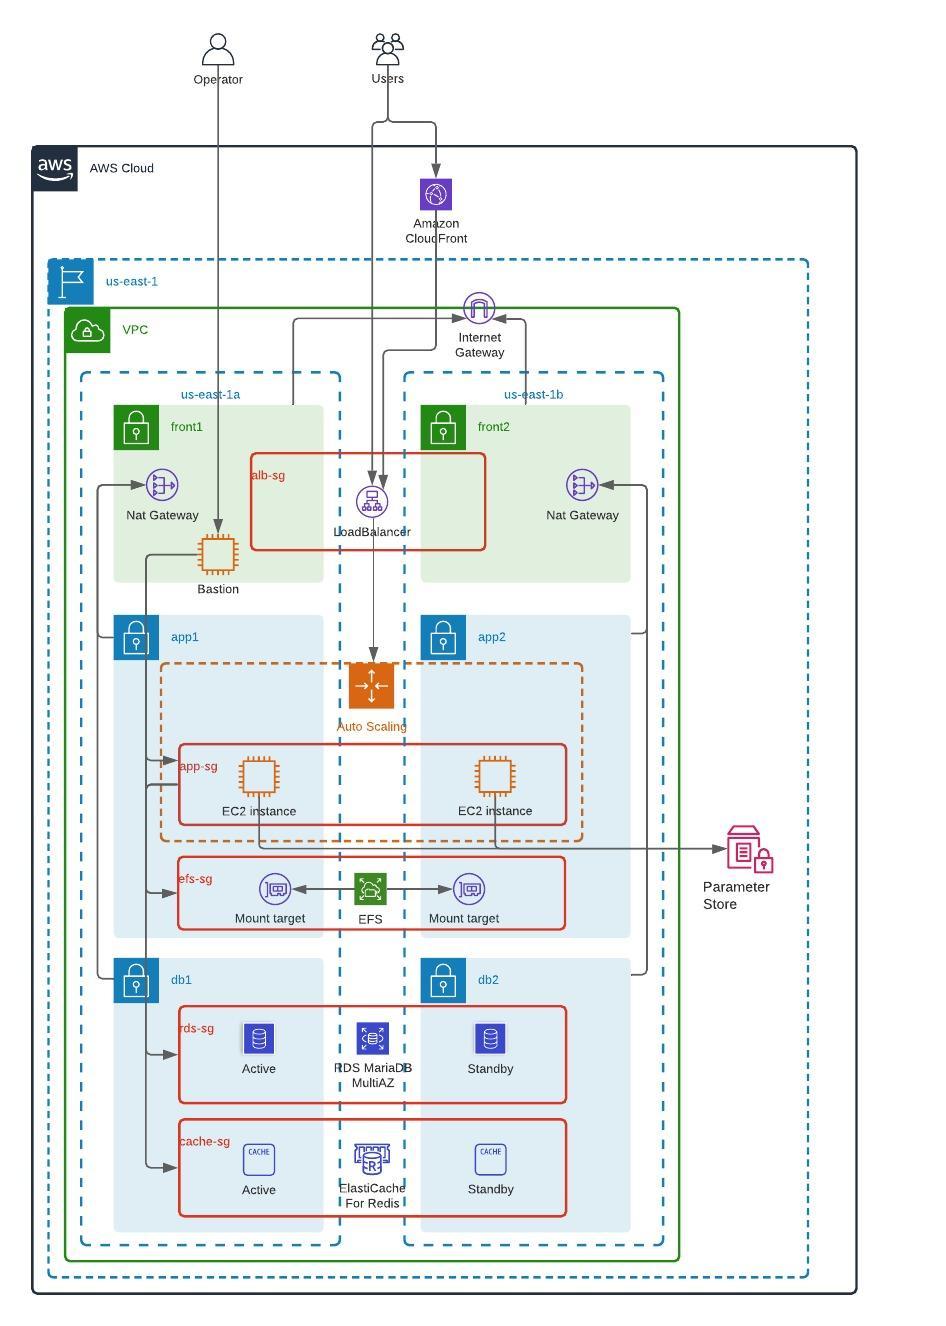 Operator
Users
aws
AWS Cloud
Amazon
CloudFront
us-east-1
VPC
Internet
Gateway
us-east-1a
us-east-1b
front1
front2
alb-sg
Nat Gateway
LoadBalancer
Nat Gateway
Bastion
app1
app2
Auto Scaling
app-sg
EC2 instance
EC2 instance
Parameter
Store
efs-sg
Mount target
EFS
Mount target
db1
db2
rds-sg
Active
RDS MariaDB
MultiAZ
Standby
cache-sg
CACHE
R
CACHE
Active
ElastiCache
For Redis
Standby